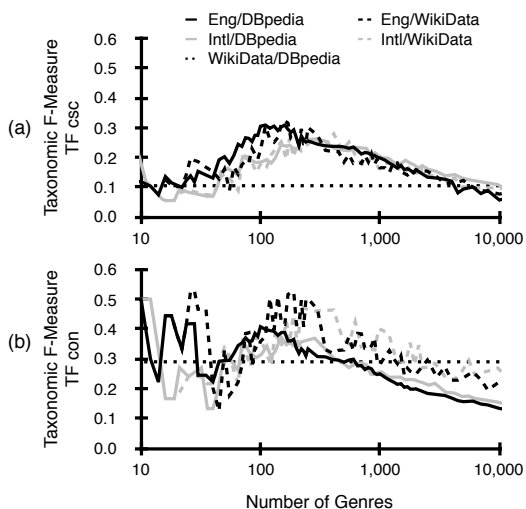 Eng/DBpedia
Eng/WikiData
Intl/DBpedia
Intl/WikiData
WikiData/DBpedia
(a)
Taxonomic F-Measure
TF csc
0.6
0.5
0.4
0.3
0.2
0.1
0.0
10
100
1,000
10,000
(b)
Taxonomic F-Measure
TF con
0.6
0.5
0.4
0.3
0.2
0.1
0.0
10
100
1,000
10,000
Number of Genres